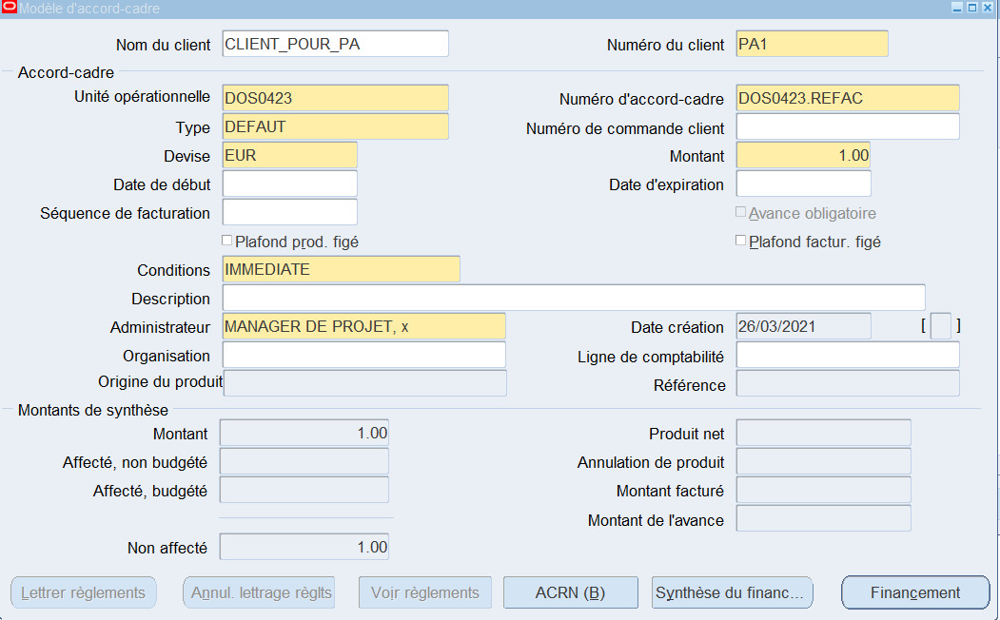 Modèle d'accord-cadre
Nom du client CLIENT_POUR_PA Numéro du client PA1
Accord-cadre
Unité opérationnelle DOS0423 Numéro d'accord-cadre DOS0423.REFAC
Type DEFAUT Numéro de commande client
Devise EUR Montant 1.00
Date de début Date d'expiration
Séquence de facturation Avance obligatoire
Plafond prod. figé Plafond factur. figé
Conditions IMMEDIATE
Description
Administrateur MANAGER DE PROJET, x Date création 26/03/2021 [ ]
Organisation Ligne de comptabilité
Origine du produit Référence
Montants de synthèse
Montant 1.00 Produit net
Affecté, non budgété Annulation de produit
Affecté, budgété Montant facturé
Montant de l'avance
Non affecté 1.00
Lettrer règlements Annul. lettrage règlts Voir règlements ACRN (B) Synthèse du financ... Financement